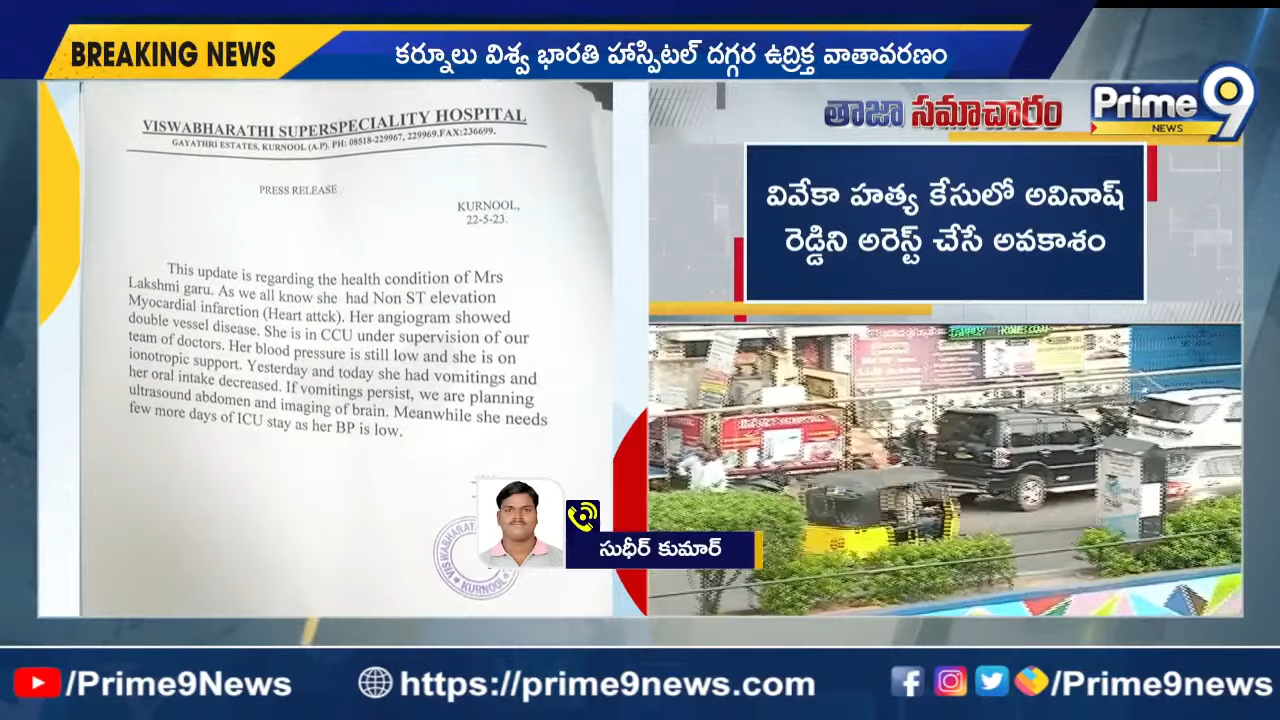 BREAKING NEWS
కర్నూలు విశ్వ భారతి హాస్పిటల్ దగ్గర ఉద్రిక్త వాతావరణం
VISWABHARATHI SUPERSPECIALITY HOSPITAL
GAYATHRI ESTATES, KURNOOL (A.P). PH: 08518-229967, 229969.FAX:236699.
PRESS RELEASE
KURNOOL,
22-5-23.
This update is regarding the health condition of Mrs
Lakshmi garu. As we all know she had Non ST elevation
Myocardial infarction (Heart attck). Her angiogram showed
double vessel disease. She is in CCU under supervision of our
team of doctors. Her blood pressure is still low and she is on
ionotropic support. Yesterday and today she had vomitings and
her oral intake decreased. If vomitings persist, we are planning
ultrasound abdomen and imaging of brain. Meanwhile she needs
few more days of ICU stay as her BP is low.
KURNOOL
సుధీర్ కుమార్
తాజా సమాచారం
Prime9
NEWS
వివేకా హత్య కేసులో అవినాష్
రెడ్డిని అరెస్ట్ చేసే అవకాశం
/Prime9News
https://prime9news.com
/Prime9news